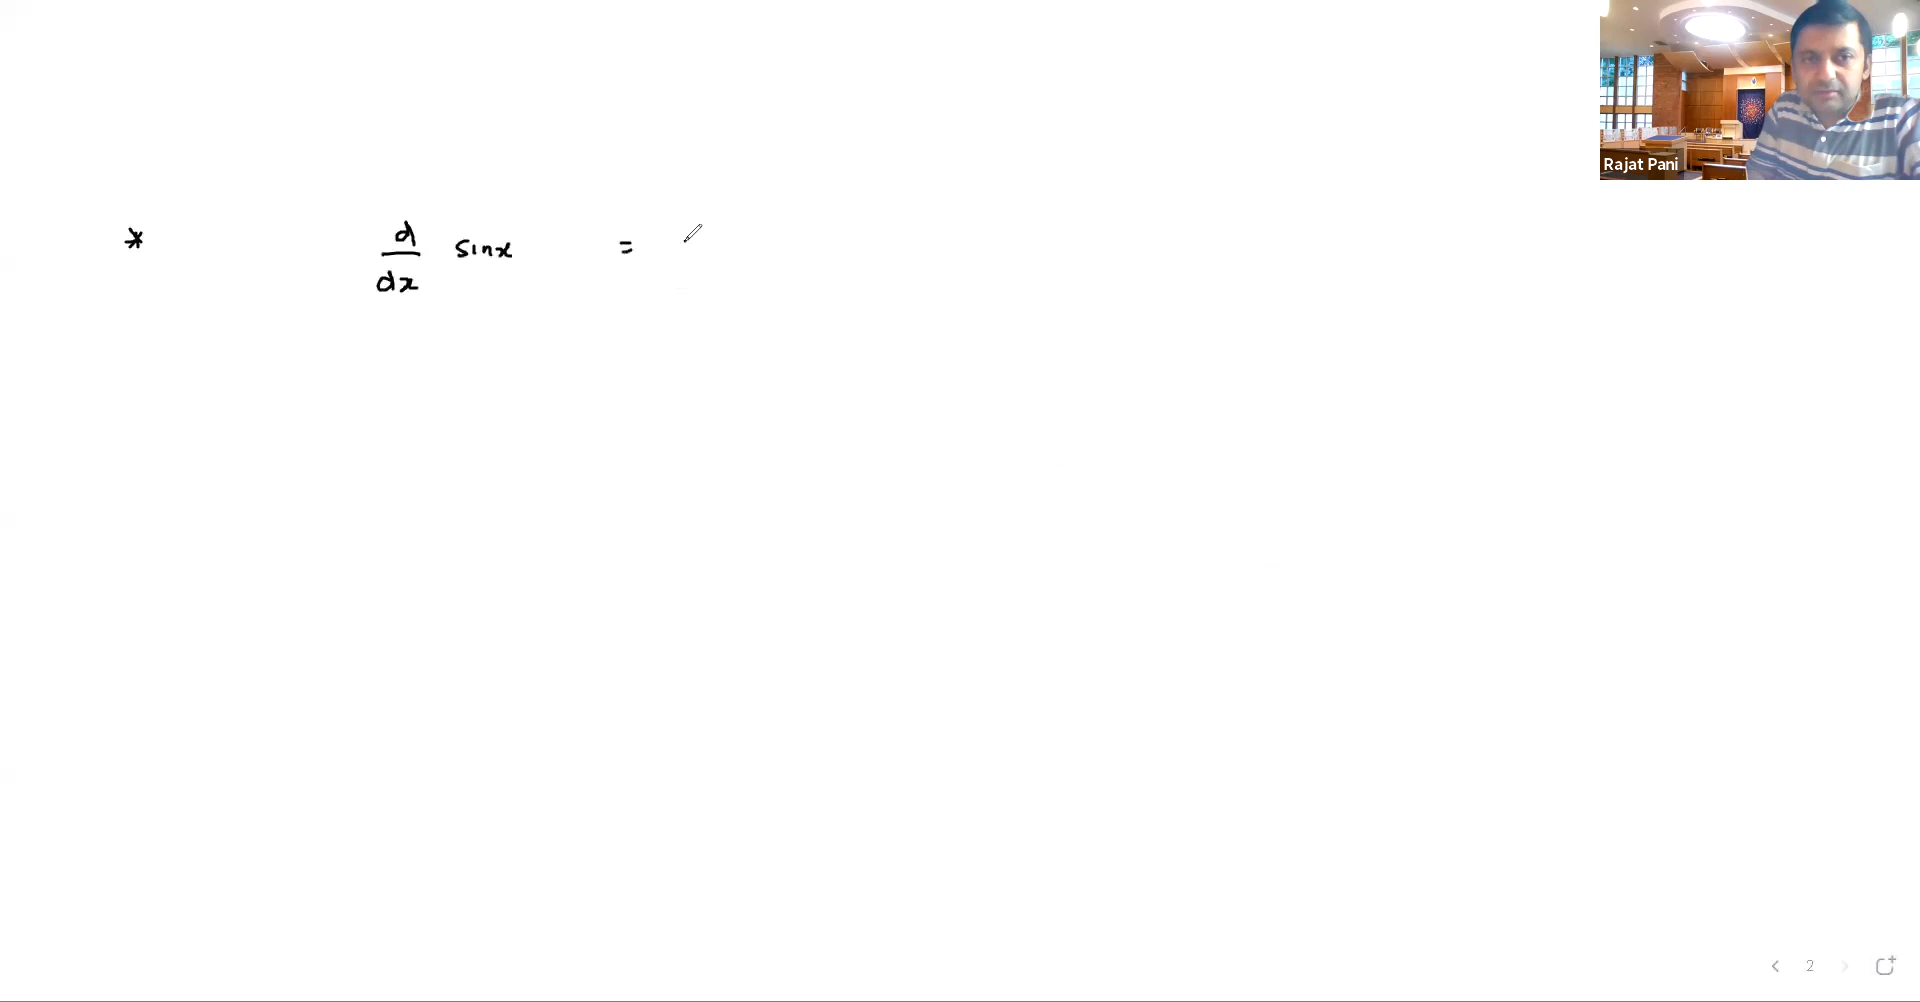 Rajat Pani
* d/dx sinx =
2